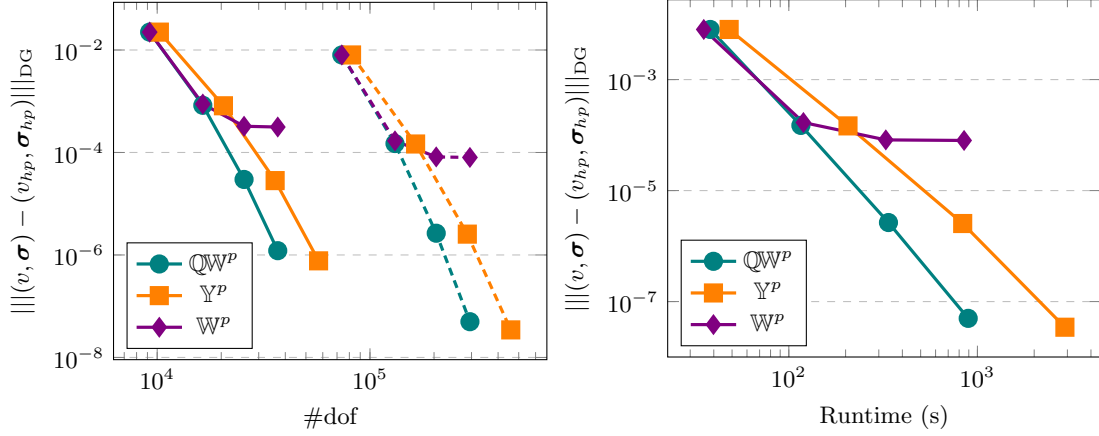 |||(v, σ) − (v_{hp}, σ_{hp})|||_{DG}
10^{−2}
10^{−4}
10^{−6}
10^{−8}
ℚ𝕎^p
𝕐^p
𝕎^p
10^4 10^5
#dof
|||(v, σ) − (v_{hp}, σ_{hp})|||_{DG}
10^{−3}
10^{−5}
10^{−7}
ℚ𝕎^p
𝕐^p
𝕎^p
10^2 10^3
Runtime (s)